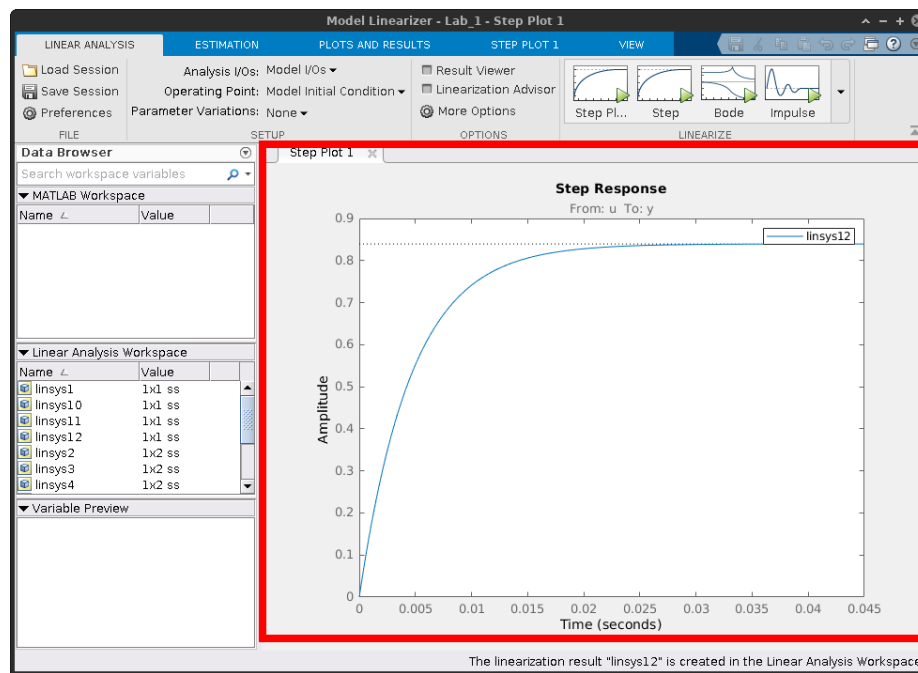 Model Linearizer - Lab_1 - Step Plot 1
LINEAR ANALYSIS ESTIMATION PLOTS AND RESULTS STEP PLOT 1 VIEW
Load Session
Save Session
Preferences
FILE
Analysis I/Os: Model I/Os
Operating Point: Model Initial Condition
Parameter Variations: None
SETUP
Result Viewer
Linearization Advisor
More Options
OPTIONS
Step Pl... Step Bode Impulse
LINEARIZE
Data Browser
Search workspace variables
MATLAB Workspace
Name Value
Linear Analysis Workspace
Name Value
linsys1 1x1 ss
linsys10 1x1 ss
linsys11 1x1 ss
linsys12 1x1 ss
linsys2 1x2 ss
linsys3 1x2 ss
linsys4 1x2 ss
Variable Preview
Step Plot 1
Step Response
From: u To: y
linsys12
Amplitude
0.9
0.8
0.7
0.6
0.5
0.4
0.3
0.2
0.1
0
0 0.005 0.01 0.015 0.02 0.025 0.03 0.035 0.04 0.045
Time (seconds)
The linearization result "linsys12" is created in the Linear Analysis Workspace